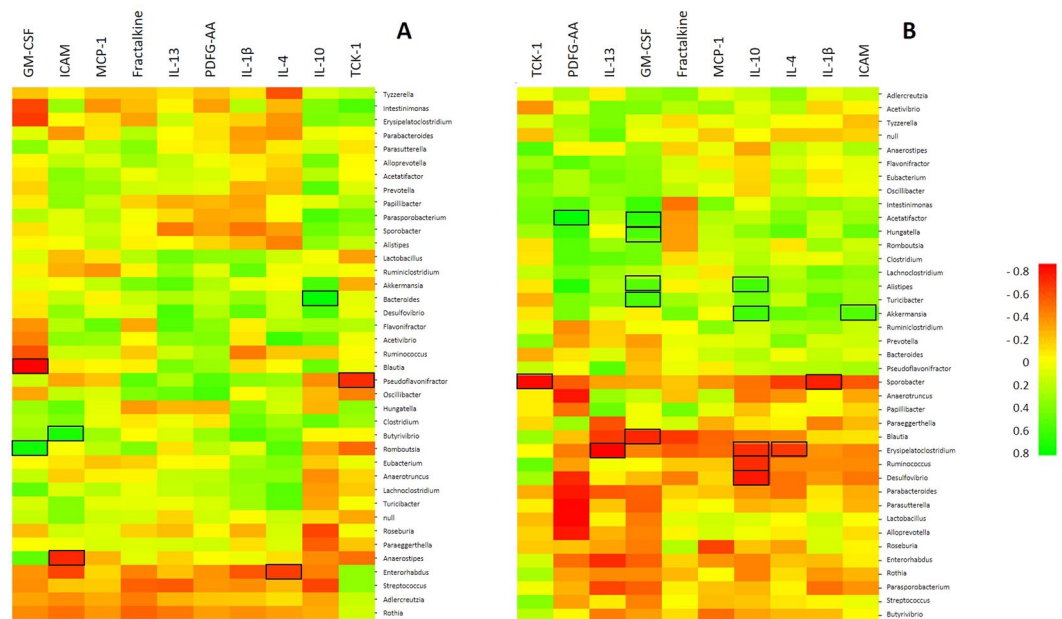 A
GM-CSF
ICAM
MCP-1
Fractalkine
IL-13
PDFG-AA
IL-1β
IL-4
IL-10
TCK-1
Tyzzerella
Intestinimonas
Erysipelatoclostridium
Parabacteroides
Parasutterella
Alloprevotella
Acetatifactor
Prevotella
Papillibacter
Parasporobacterium
Sporobacter
Alistipes
Lactobacillus
Ruminiclostridium
Akkermansia
Bacteroides
Desulfovibrio
Flavonifractor
Acetivibrio
Ruminococcus
Blautia
Pseudoflavonifractor
Oscillibacter
Hungatella
Clostridium
Butyrivibrio
Romboutsia
Eubacterium
Anaerotruncus
Lachnoclostridium
Turicibacter
null
Roseburia
Paraeggerthella
Anaerostipes
Enterorhabdus
Streptococcus
Adlercreutzia
Rothia
B
TCK-1
PDFG-AA
IL-13
GM-CSF
Fractalkine
MCP-1
IL-10
IL-4
IL-1β
ICAM
Adlercreutzia
Acetivibrio
Tyzzerella
null
Anaerostipes
Flavonifractor
Eubacterium
Oscillibacter
Intestinimonas
Acetatifactor
Hungatella
Romboutsia
Clostridium
Lachnoclostridium
Alistipes
Turicibacter
Akkermansia
Ruminiclostridium
Prevotella
Bacteroides
Pseudoflavonifractor
Sporobacter
Anaerotruncus
Papillibacter
Paraeggerthella
Blautia
Erysipelatoclostridium
Ruminococcus
Desulfovibrio
Parabacteroides
Parasutterella
Lactobacillus
Alloprevotella
Roseburia
Enterorhabdus
Rothia
Parasporobacterium
Streptococcus
Butyrivibrio
- 0.8
- 0.6
- 0.4
- 0.2
0
0.2
0.4
0.6
0.8